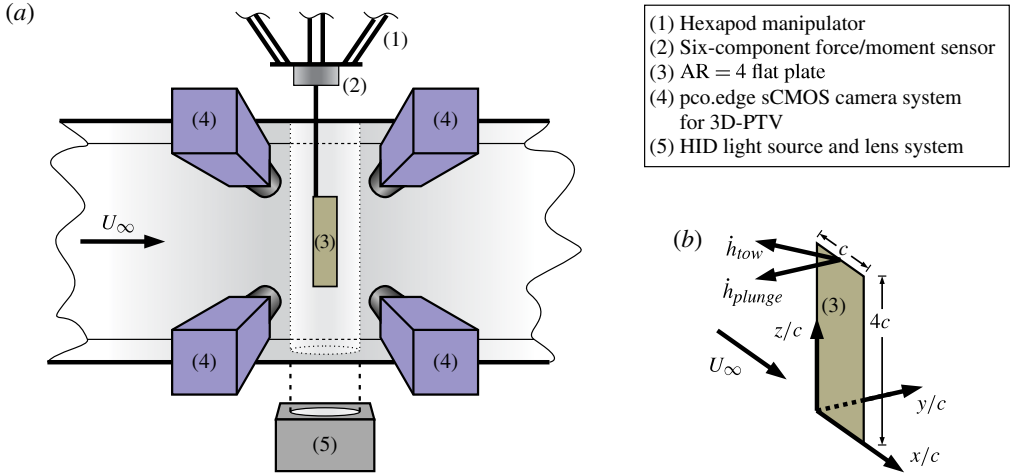 (a)
(1)
(2)
(4)
(4)
U∞
(3)
(4)
(4)
(5)
(1) Hexapod manipulator
(2) Six-component force/moment sensor
(3) AR = 4 flat plate
(4) pco.edge sCMOS camera system
for 3D-PTV
(5) HID light source and lens system
(b)
ḣtow
c
ḣplunge
(3)
z/c
4c
U∞
y/c
x/c